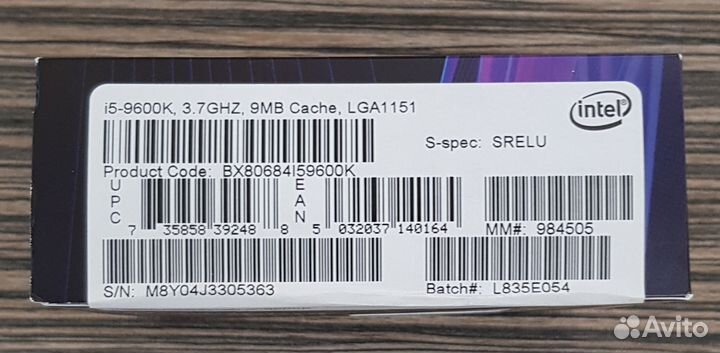 i5-9600K, 3.7GHZ, 9MB Cache, LGA1151
intel
S-spec: SRELU
Product Code: BX80684I59600K
UPC
7 35858 39248 8
EAN
5 032037 140164
MM#: 984505
S/N: M8Y04J3305363
Batch#: L835E054
Avito